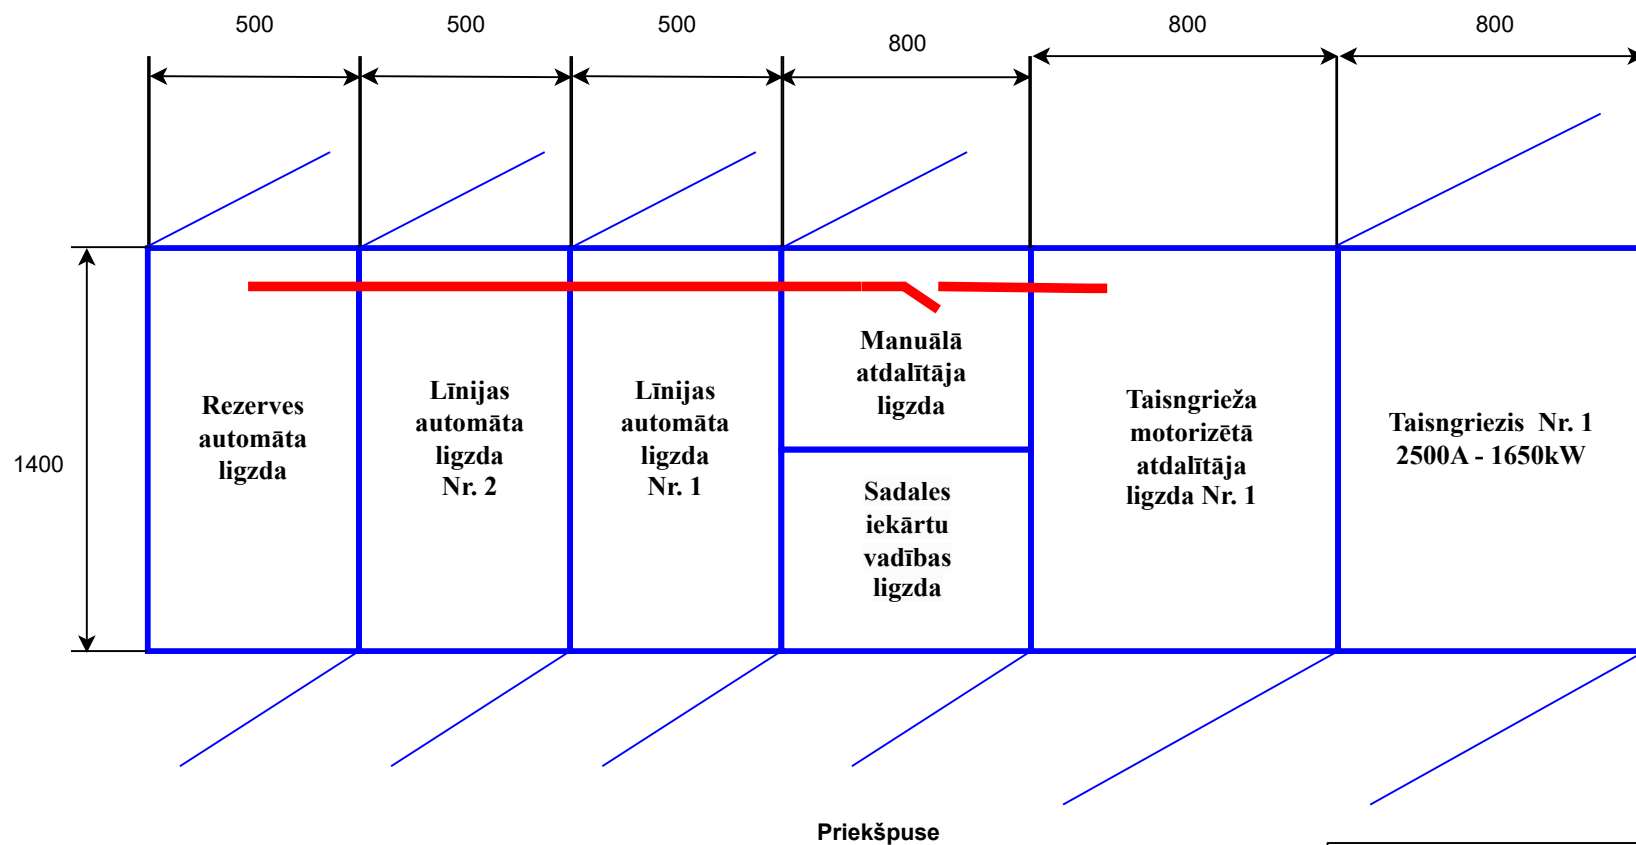 500
500
500
800
800
800
1400
Rezerves
automāta
ligzda
Līnijas
automāta
ligzda
Nr. 2
Līnijas
automāta
ligzda
Nr. 1
Manuālā
atdalītāja
ligzda
Sadales
iekārtu
vadības
ligzda
Taisngrieža
motorizētā
atdalītāja
ligzda Nr. 1
Taisngriezis Nr. 1
2500A - 1650kW
Priekšpuse